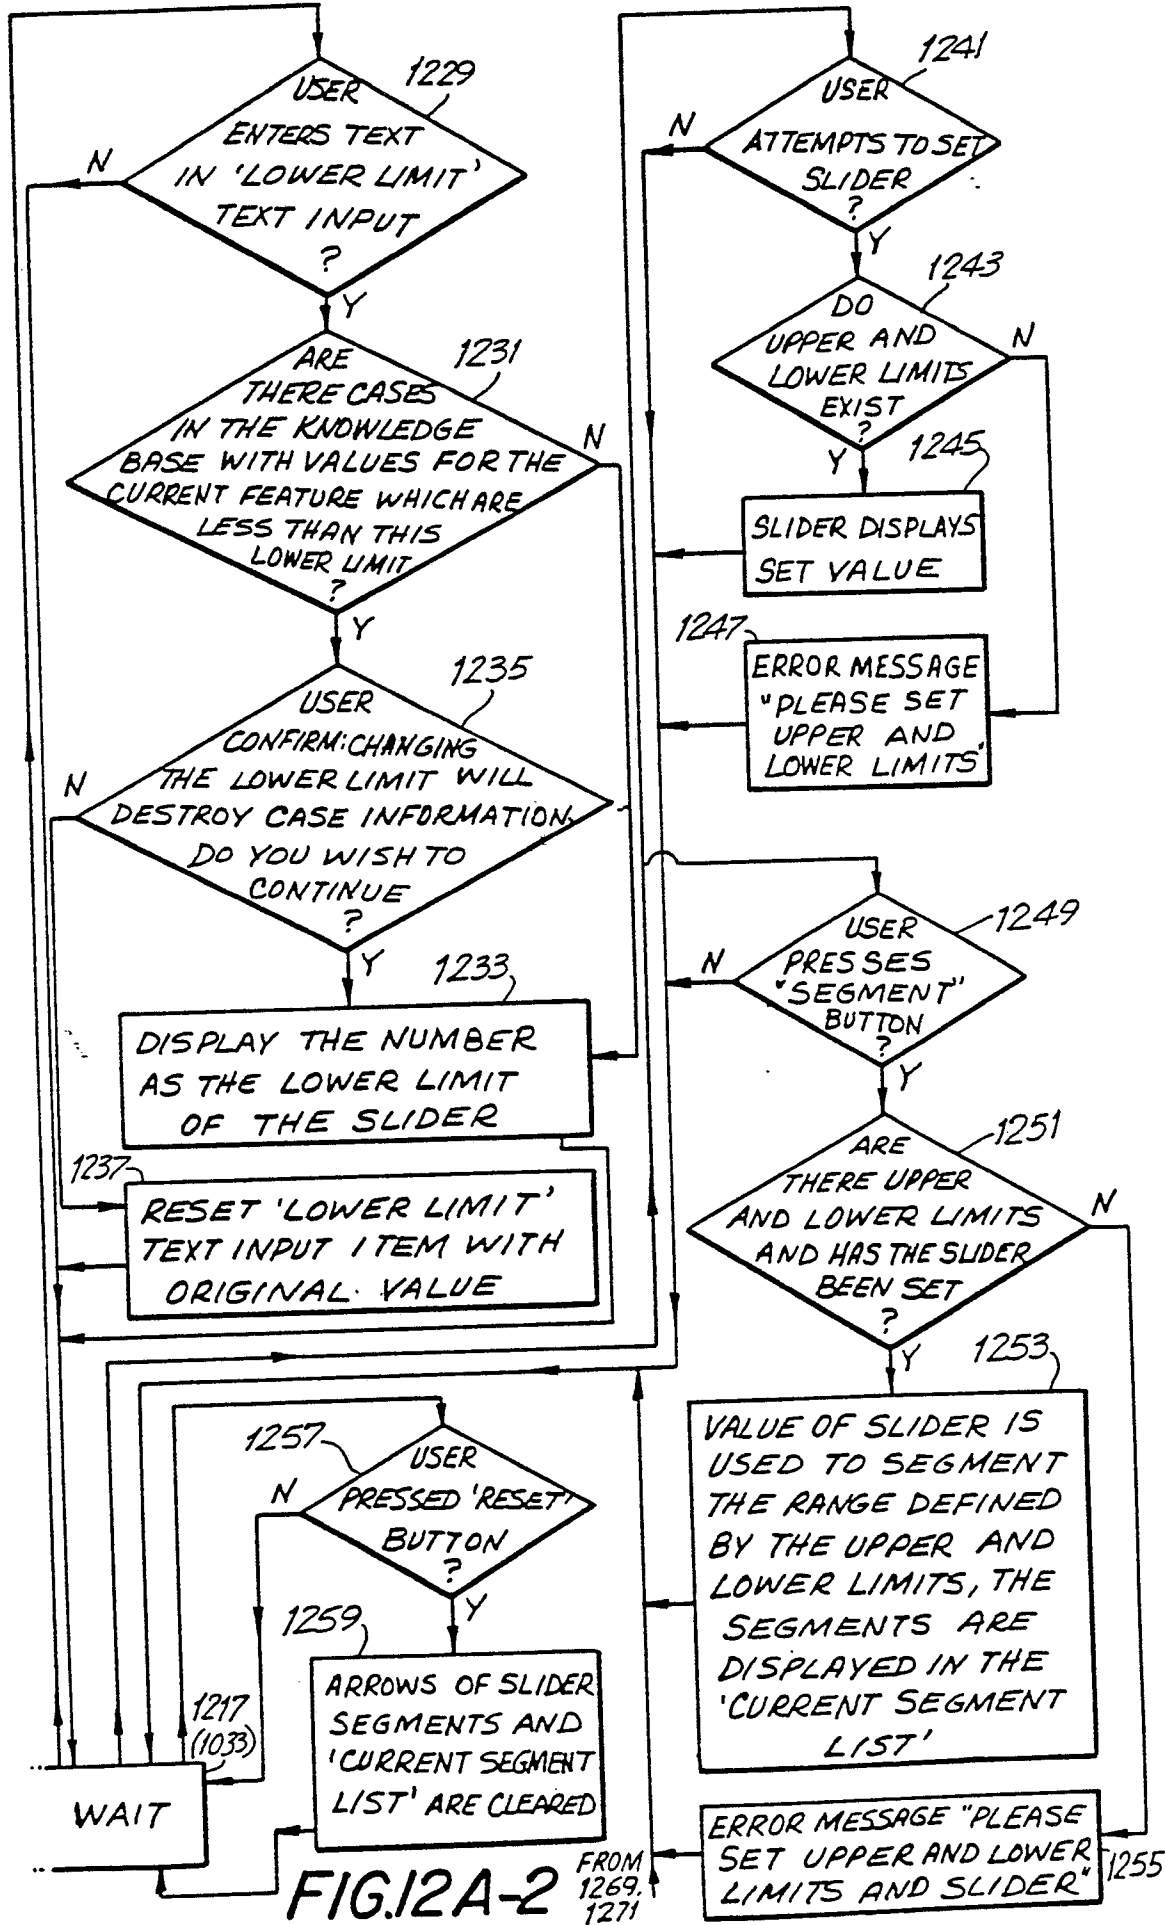 1229
USER
ENTERS TEXT
IN 'LOWER LIMIT'
TEXT INPUT
?
N
Y
1231
ARE
THERE CASES
IN THE KNOWLEDGE
BASE WITH VALUES FOR THE
CURRENT FEATURE WHICH ARE
LESS THAN THIS
LOWER LIMIT
?
N
Y
1235
USER
CONFIRM: CHANGING
THE LOWER LIMIT WILL
DESTROY CASE INFORMATION.
DO YOU WISH TO
CONTINUE
?
N
Y
1233
DISPLAY THE NUMBER
AS THE LOWER LIMIT
OF THE SLIDER
1237
RESET 'LOWER LIMIT'
TEXT INPUT ITEM WITH
ORIGINAL VALUE
1241
USER
ATTEMPTS TO SET
SLIDER
?
N
Y
1243
DO
UPPER AND
LOWER LIMITS
EXIST
?
N
Y
1245
SLIDER DISPLAYS
SET VALUE
1247
ERROR MESSAGE
"PLEASE SET
UPPER AND
LOWER LIMITS'
1249
USER
PRESSES
"SEGMENT"
BUTTON
?
N
Y
1251
ARE
THERE UPPER
AND LOWER LIMITS
AND HAS THE SLIDER
BEEN SET
?
N
Y
1253
VALUE OF SLIDER IS
USED TO SEGMENT
THE RANGE DEFINED
BY THE UPPER AND
LOWER LIMITS, THE
SEGMENTS ARE
DISPLAYED IN THE
'CURRENT SEGMENT
LIST'
ERROR MESSAGE "PLEASE
SET UPPER AND LOWER
LIMITS AND SLIDER"
1255
1257
USER
PRESSED 'RESET'
BUTTON
?
N
Y
1259
ARROWS OF SLIDER
SEGMENTS AND
'CURRENT SEGMENT
LIST' ARE CLEARED
1217
(1033)
WAIT
FROM
1269,
1271
FIG.12A-2